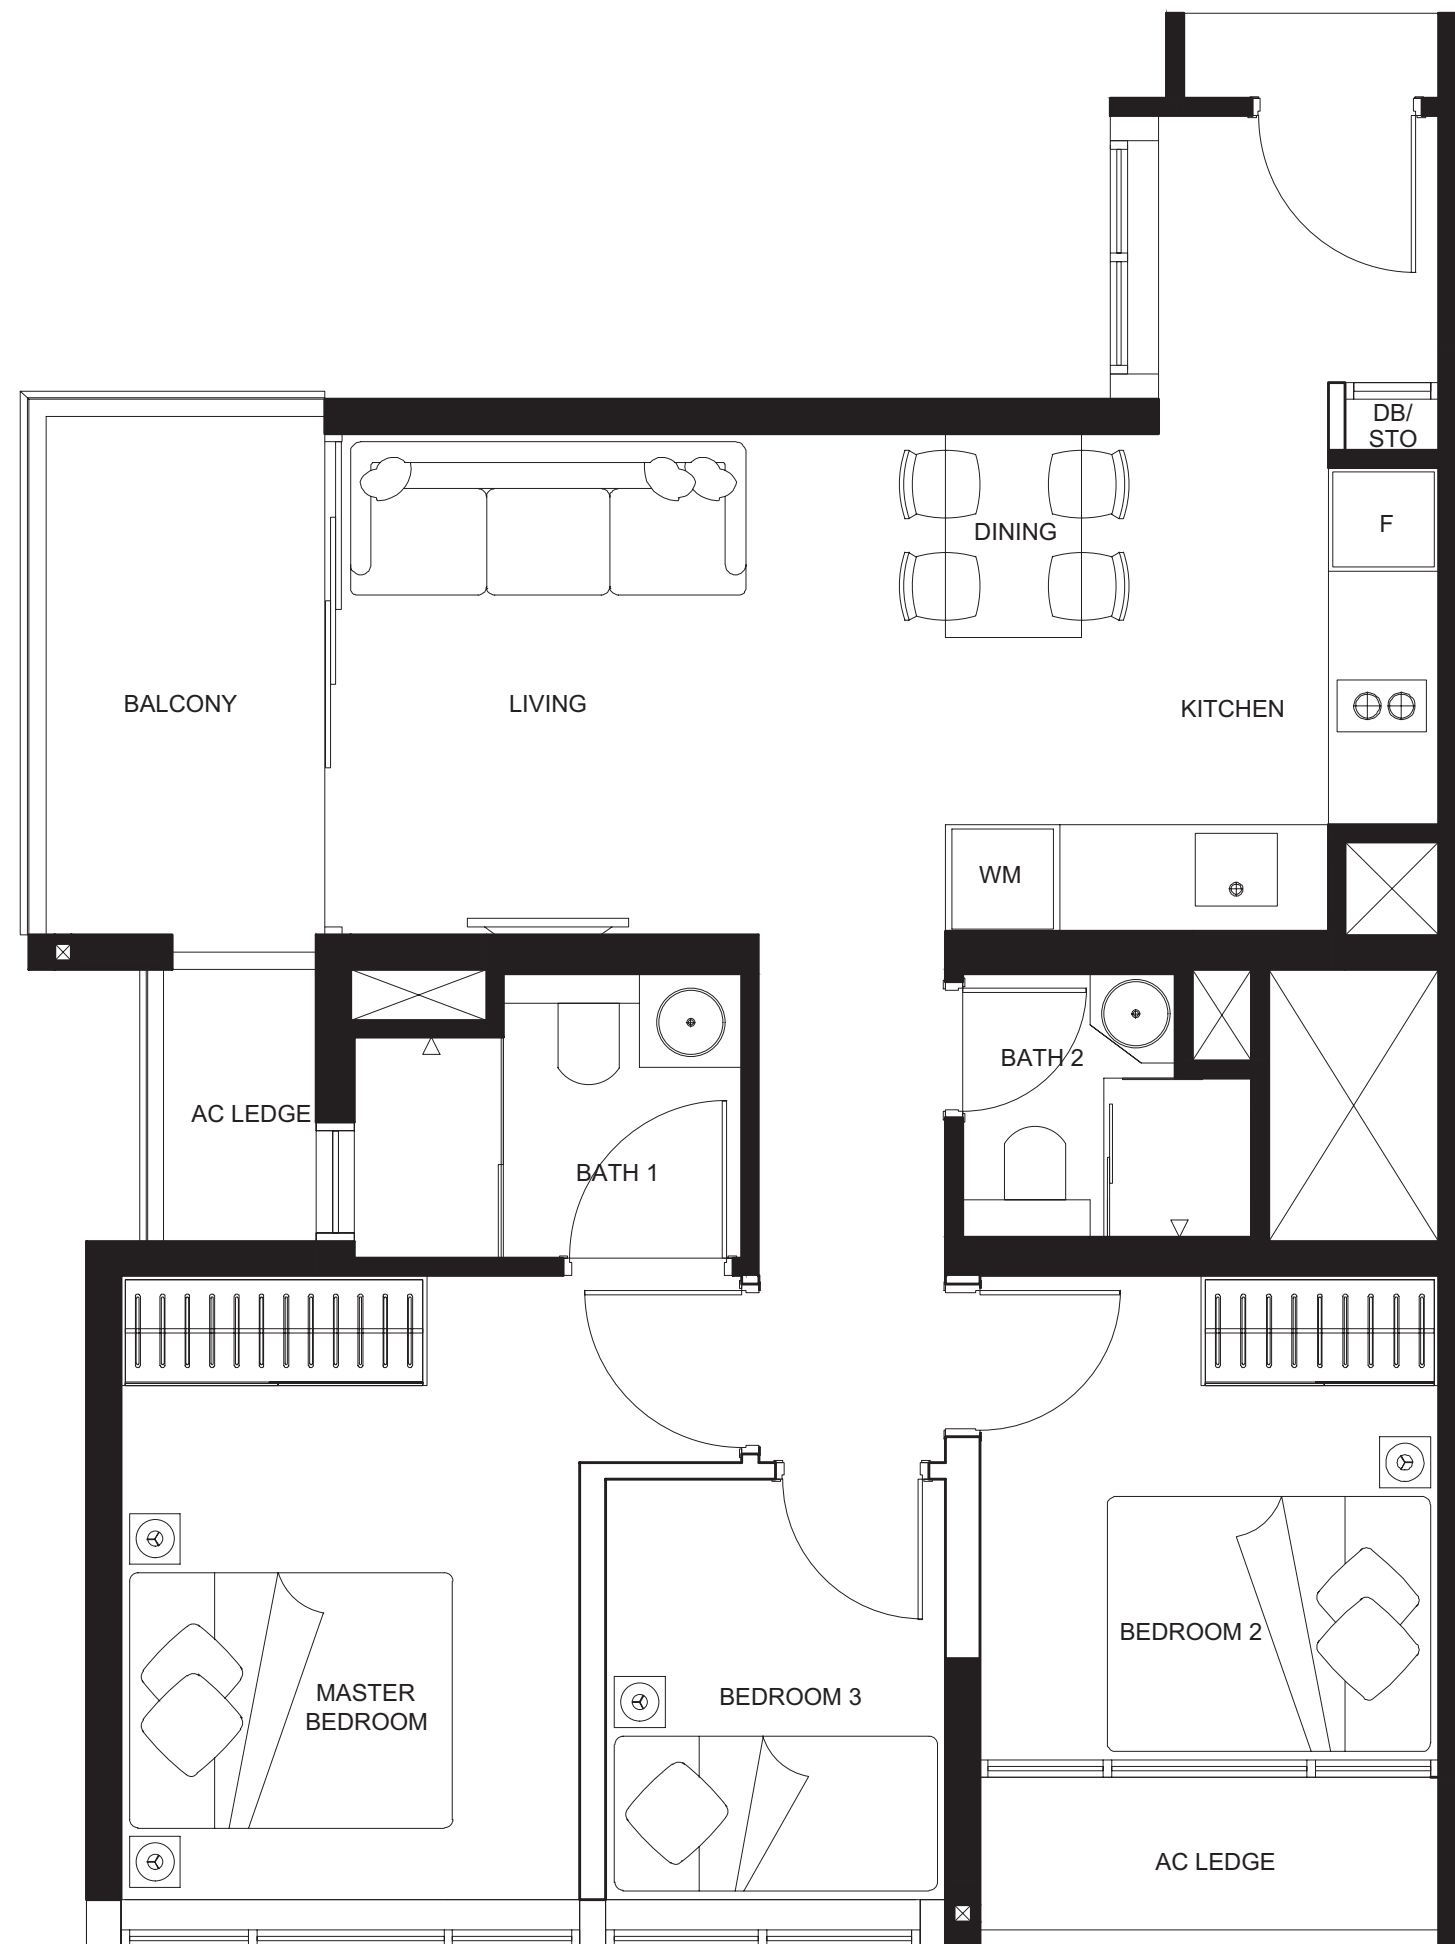 DB/
STO
F
DINING
BALCONY
LIVING
KITCHEN
WM
BATH 2
AC LEDGE
BATH 1
BEDROOM 2
MASTER
BEDROOM
BEDROOM 3
AC LEDGE